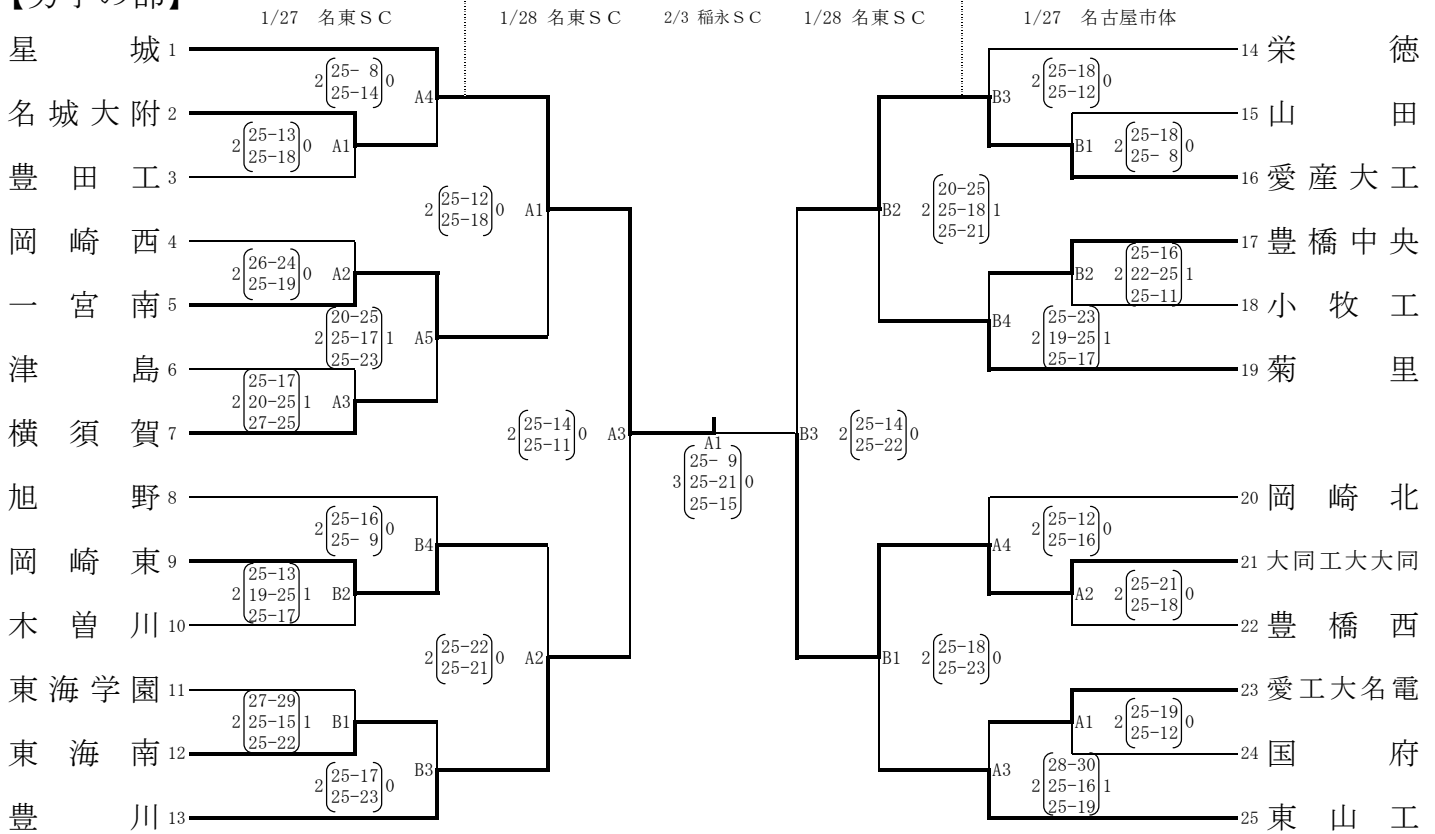 【男子の部】
1/27 名東ＳＣ 1/28 名東ＳＣ 2/3 稲永ＳＣ 1/28 名東ＳＣ 1/27 名古屋市体
星城 1
名城大附 2
豊田工 3
岡崎西 4
一宮南 5
津島 6
横須賀 7
旭野 8
岡崎東 9
木曽川 10
東海学園 11
東海南 12
豊川 13
2 25- 8 0
25-14
A4
2 25-13 0
25-18
A1
2 26-24 0
25-19
A2
20-25
2 25-17 1
25-23
A5
25-17
2 20-25 1
27-25
A3
2 25-16 0
25- 9
B4
25-13
2 19-25 1
25-17
B2
27-29
2 25-15 1
25-22
B1
2 25-17 0
25-23
B3
2 25-12 0
25-18
A1
2 25-22 0
25-21
A2
2 25-14 0
25-11
A3
A1
25- 9
3 25-21 0
25-15
B3
2 25-14 0
25-22
B2
20-25
2 25-18 1
25-21
B1
2 25-18 0
25-23
B3
2 25-18 0
25-12
B1
2 25-18 0
25- 8
B2
25-16
2 22-25 1
25-11
B4
25-23
2 19-25 1
25-17
A4
2 25-12 0
25-16
A2
2 25-21 0
25-18
A1
2 25-19 0
25-12
A3
28-30
2 25-16 1
25-19
14 栄徳
15 山田
16 愛産大工
17 豊橋中央
18 小牧工
19 菊里
20 岡崎北
21 大同工大大同
22 豊橋西
23 愛工大名電
24 国府
25 東山工